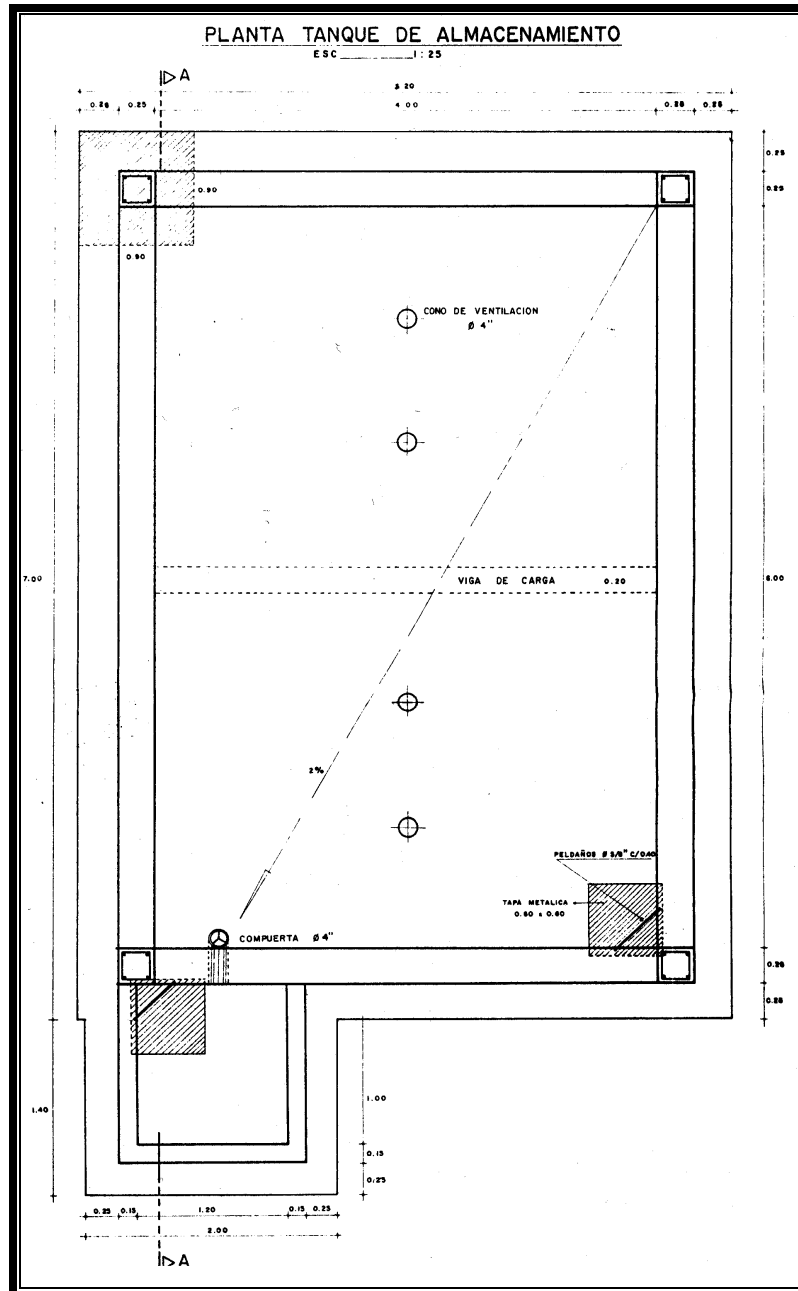 PLANTA TANQUE DE ALMACENAMIENTO
ESC 1:25
A
5.20
0.25 0.25 4.00 0.25 0.25
0.25
0.25
0.90
0.90
CONO DE VENTILACION
Ø 4"
7.00
VIGA DE CARGA 0.20
6.00
2%
PELDAÑOS Ø 5/8" C/0.40
TAPA METALICA
0.60 x 0.60
COMPUERTA Ø 4"
0.25
0.25
1.40
1.00
0.15
0.25
0.25 0.15 1.20 0.15 0.25
2.00
A